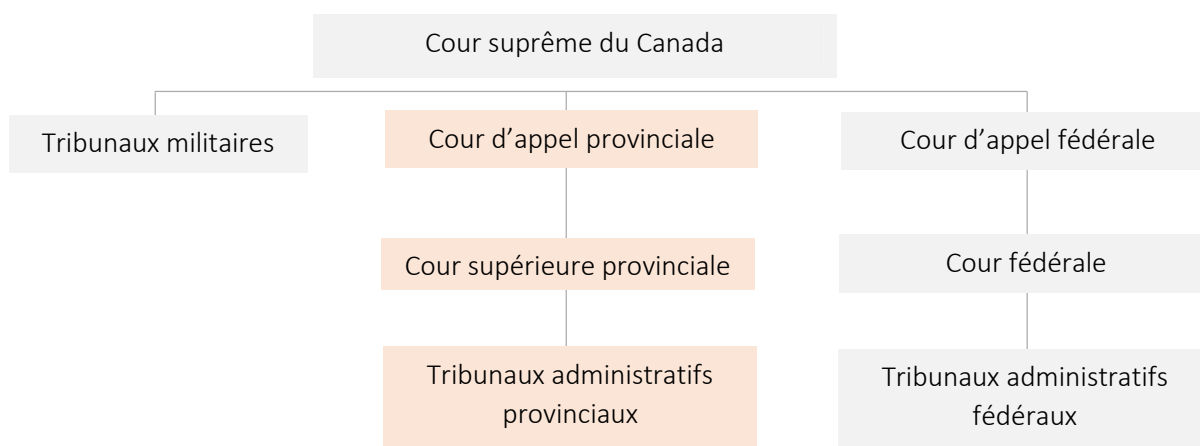 Cour suprême du Canada
Tribunaux militaires
Cour d’appel provinciale
Cour d’appel fédérale
Cour supérieure provinciale
Cour fédérale
Tribunaux administratifs
provinciaux
Tribunaux administratifs
fédéraux